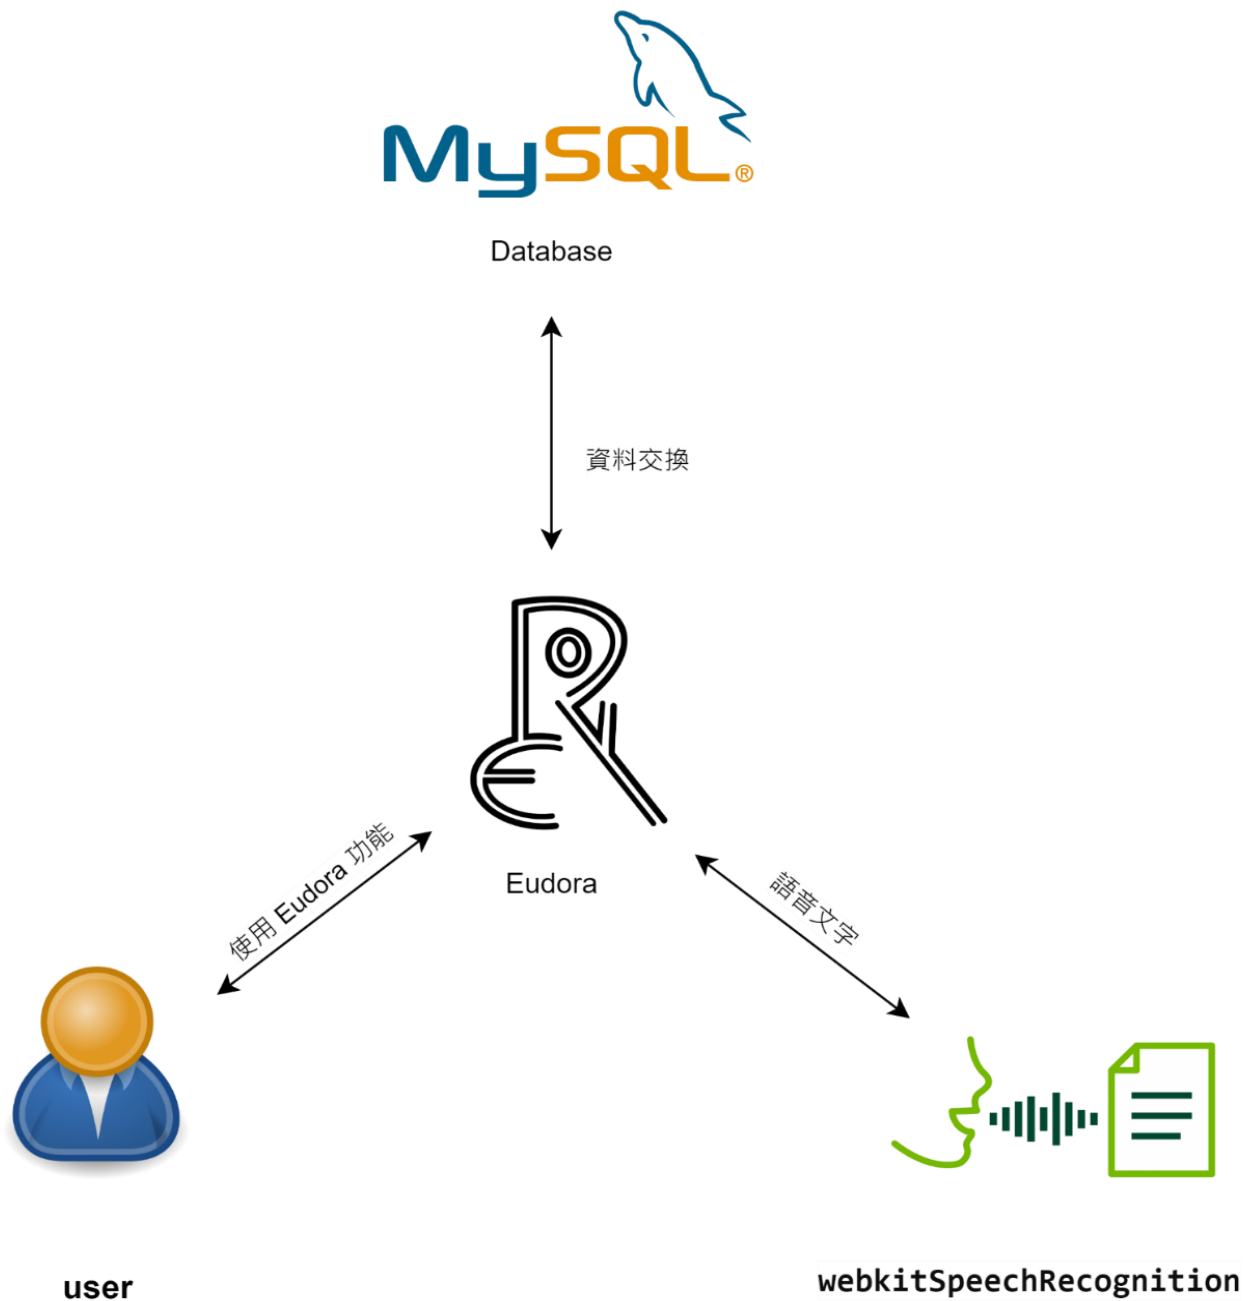 MySQL®
Database
資料交換
Eudora
使用 Eudora 功能
語音文字
user
webkitSpeechRecognition